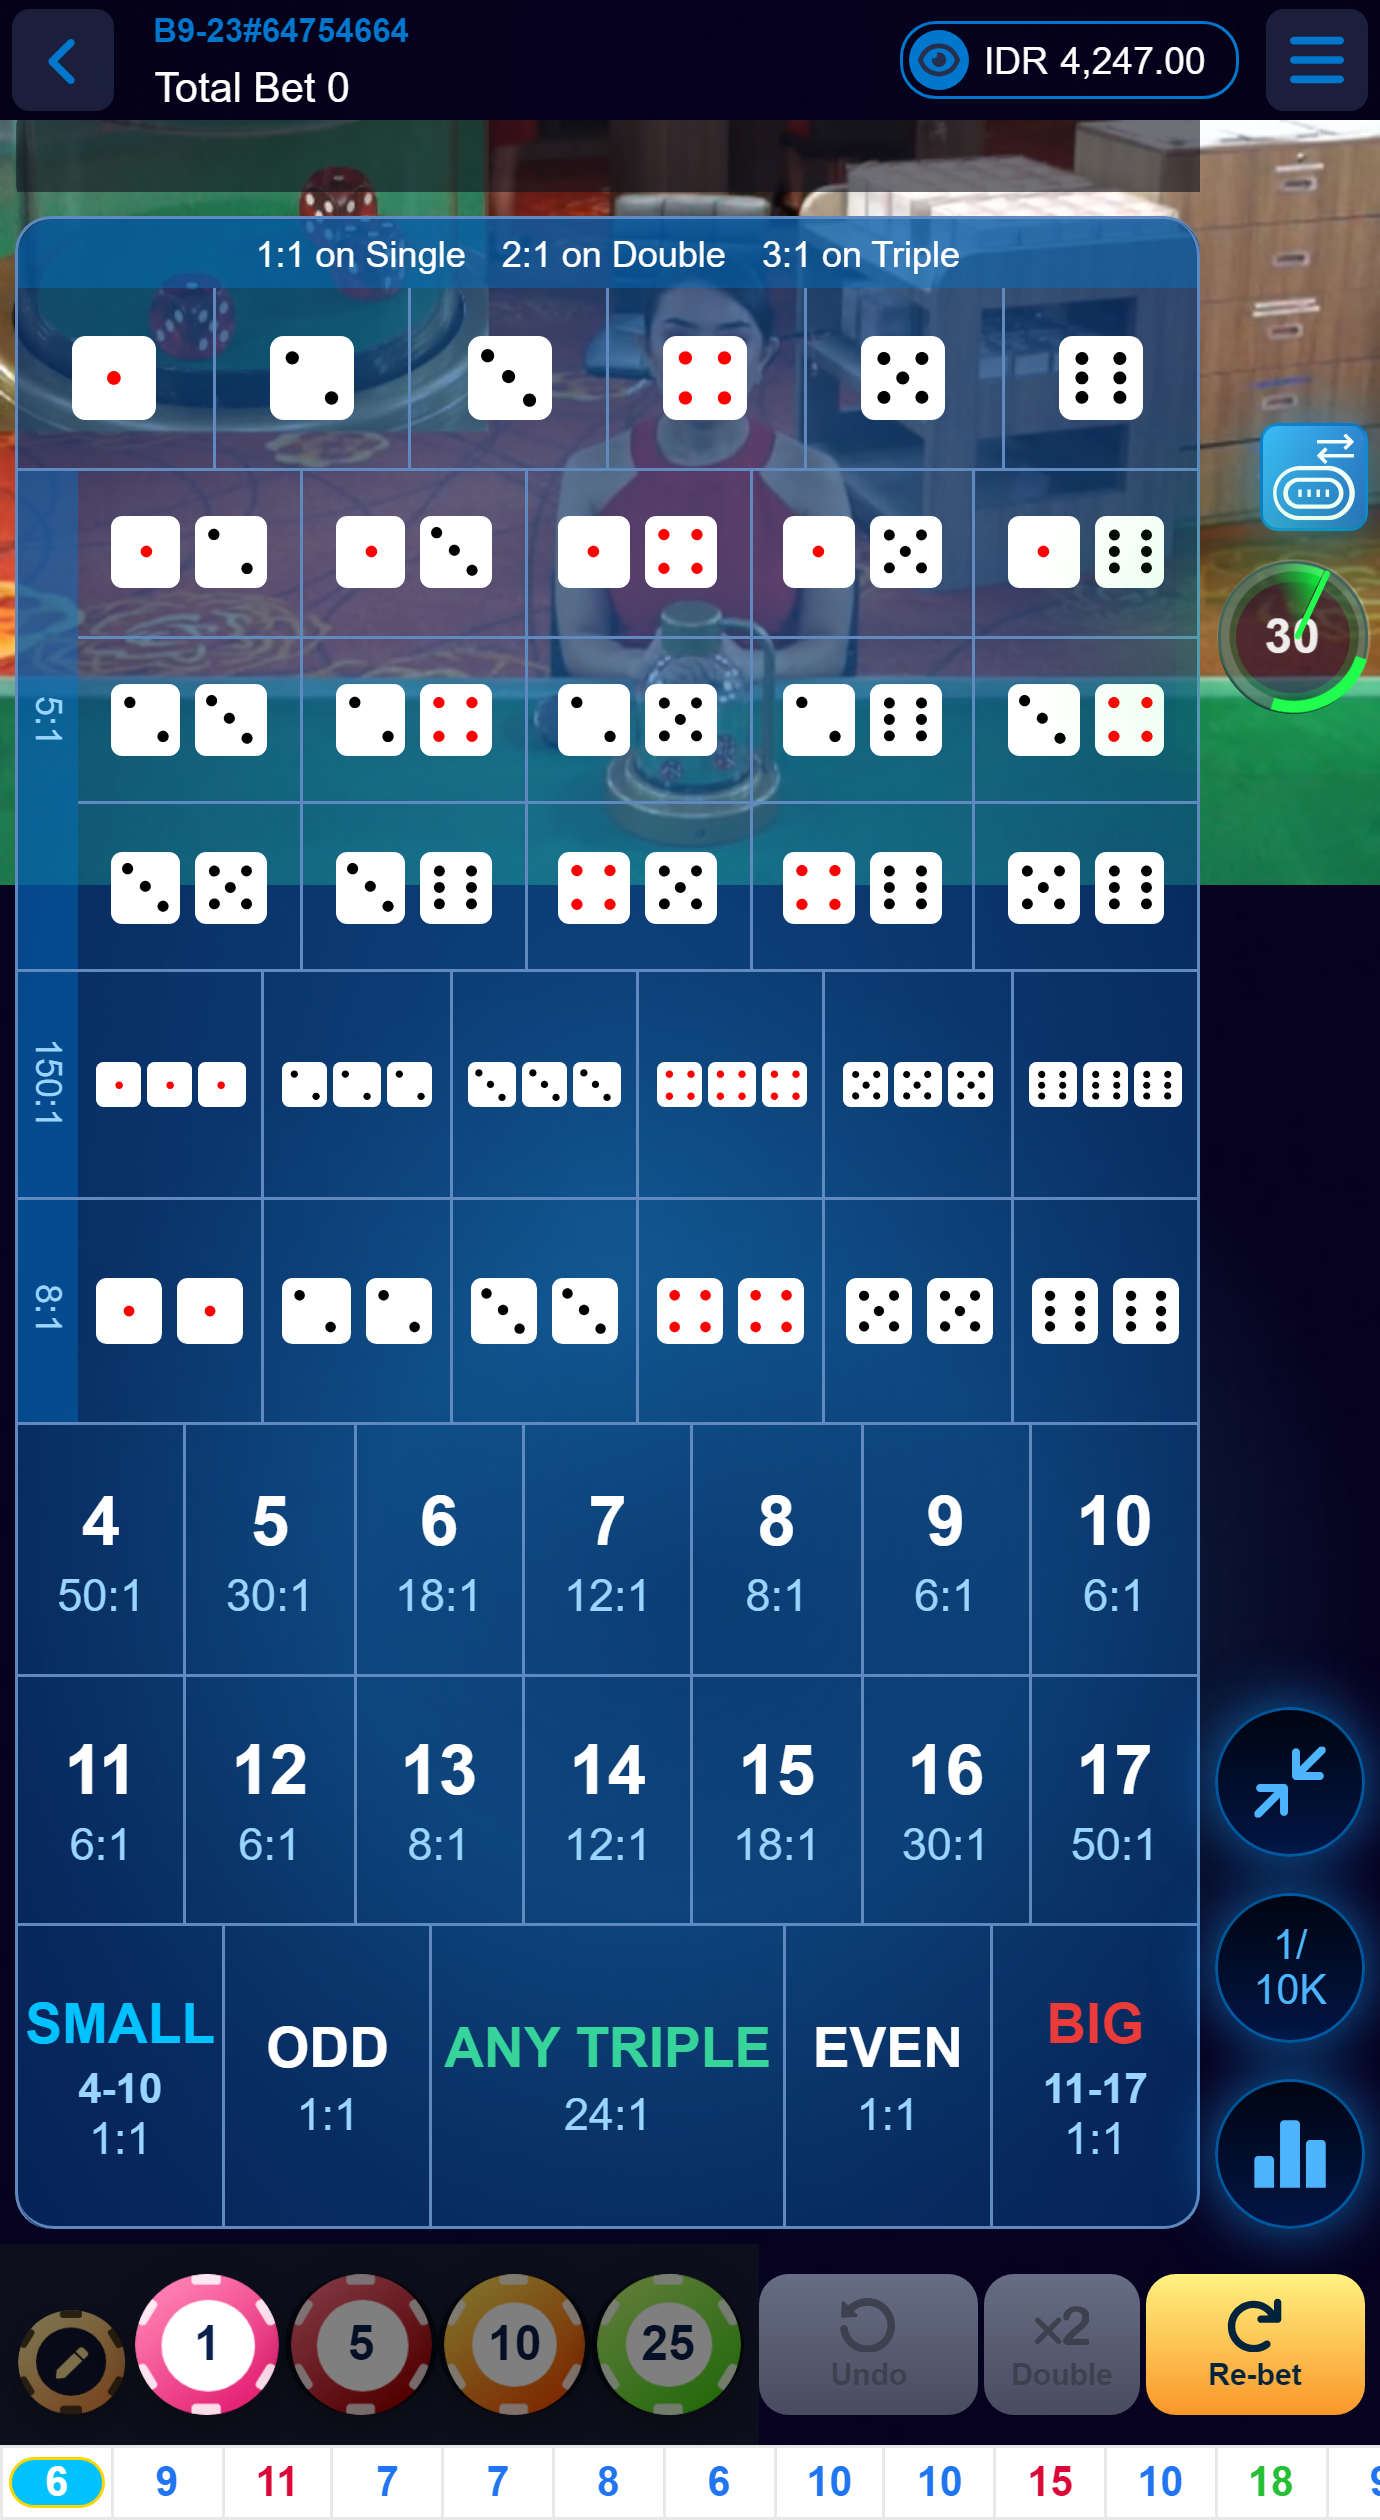 B9-23#64754664
Total Bet 0
IDR 4,247.00
1:1 on Single 2:1 on Double 3:1 on Triple
30
5:1
150:1
8:1
4 5 6 7 8 9 10
50:1 30:1 18:1 12:1 8:1 6:1 6:1
11 12 13 14 15 16 17
6:1 6:1 8:1 12:1 18:1 30:1 50:1
1/
10K
SMALL
4-10
1:1
ODD
1:1
ANY TRIPLE
24:1
EVEN
1:1
BIG
11-17
1:1
1 5 10 25
Undo
x2
Double
Re-bet
6 9 11 7 7 8 6 10 10 15 10 18